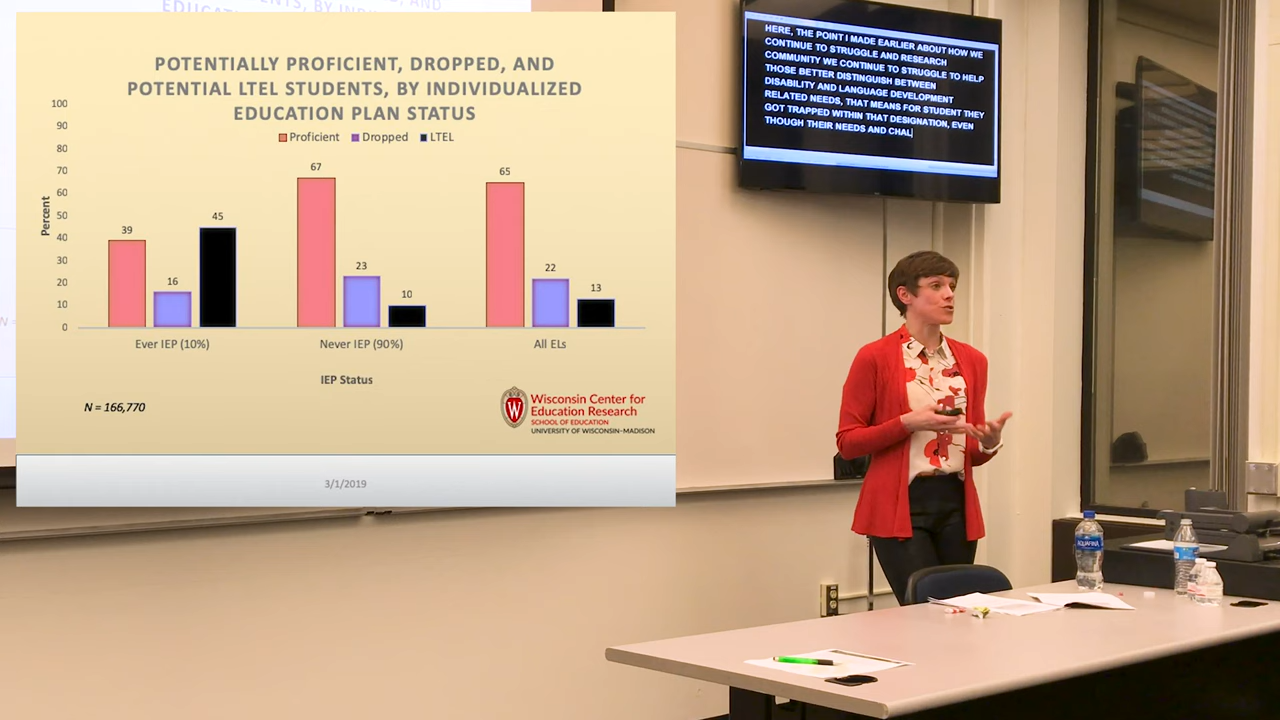 EDUCATION
, BY IN
, AND
POTENTIALLY PROFICIENT, DROPPED, AND
POTENTIAL LTEL STUDENTS, BY INDIVIDUALIZED
EDUCATION PLAN STATUS
Proficient Dropped LTEL
Percent
100
90
80
70
60
50
40
30
20
10
0
39
16
45
67
23
10
65
22
13
Ever IEP (10%)
Never IEP (90%)
All ELs
IEP Status
N = 166,770
W
Wisconsin Center for
Education Research
SCHOOL OF EDUCATION
UNIVERSITY OF WISCONSIN-MADISON
3/1/2019
HERE, THE POINT I MADE EARLIER ABOUT HOW WE
CONTINUE TO STRUGGLE AND RESEARCH
COMMUNITY WE CONTINUE TO STRUGGLE TO HELP
THOSE BETTER DISTINGUISH BETWEEN
DISABILITY AND LANGUAGE DEVELOPMENT
RELATED NEEDS, THAT MEANS FOR STUDENT THEY
GOT TRAPPED WITHIN THAT DESIGNATION, EVEN
THOUGH THEIR NEEDS AND CHAL
AQUAFINA